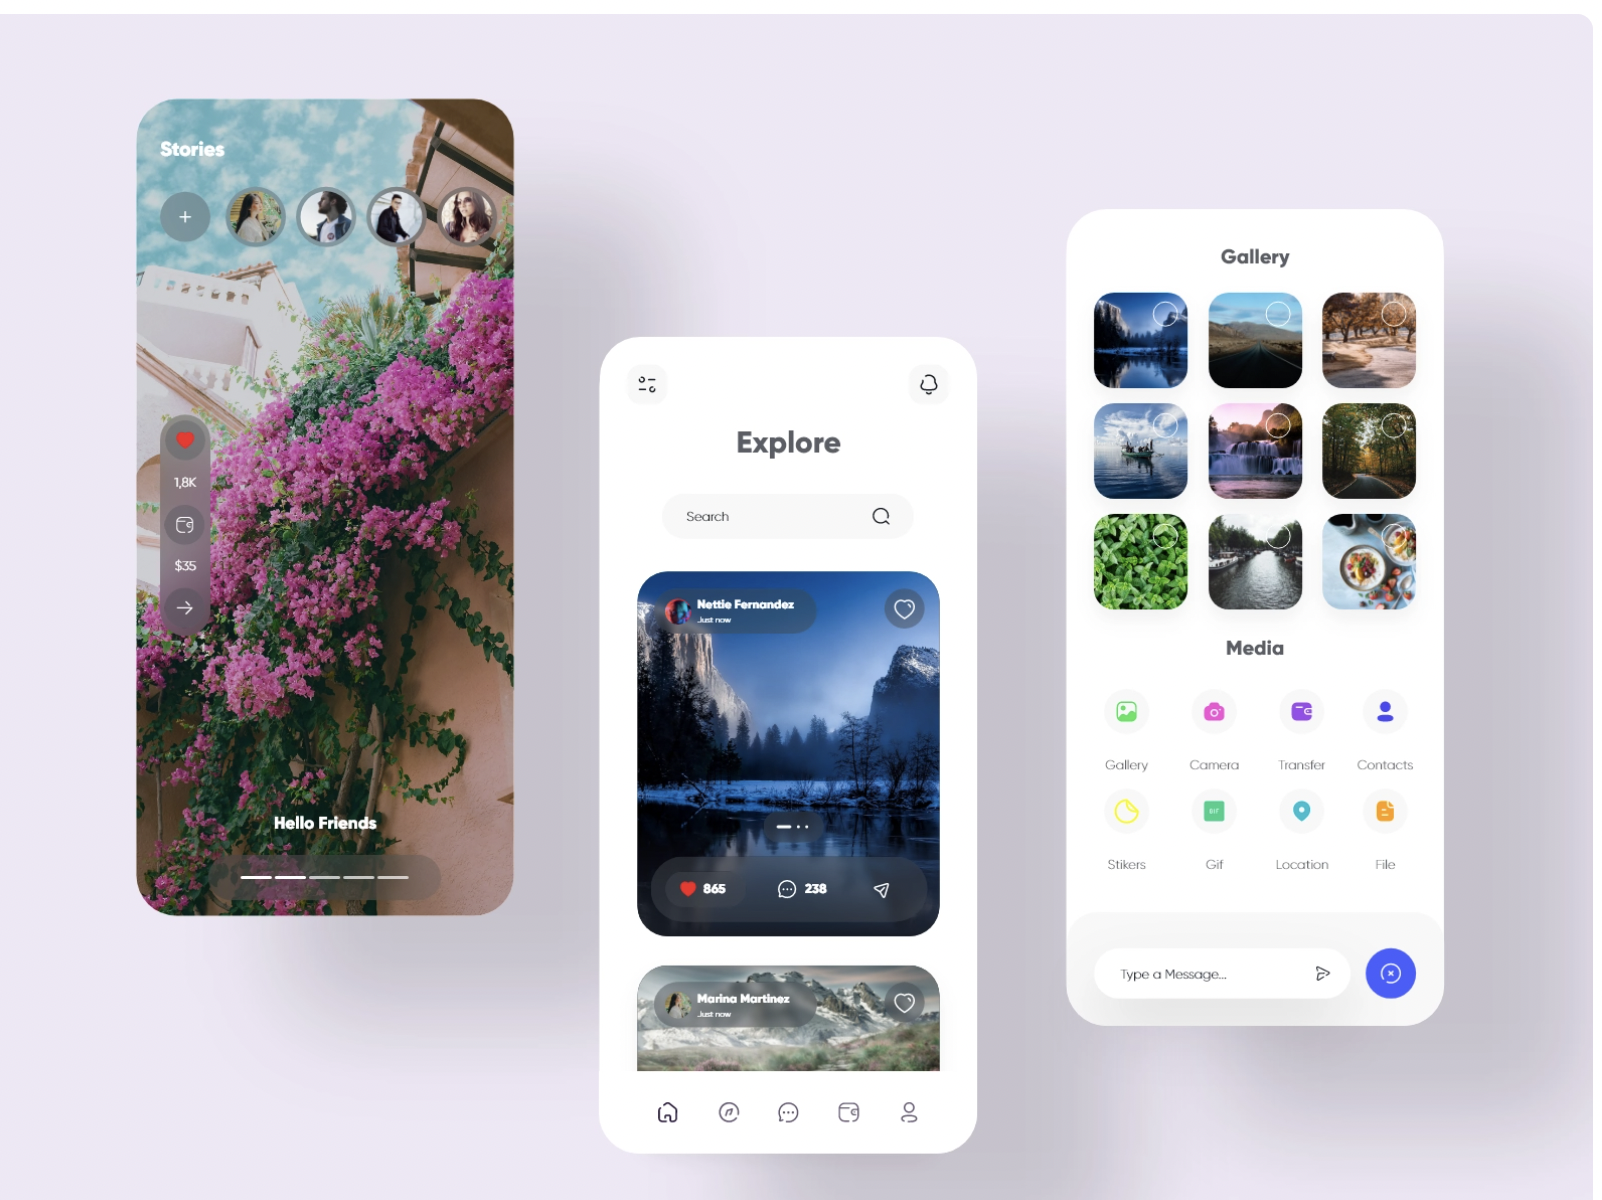 Stories
1,8K
$35
Hello Friends
Explore
Search
Nettie Fernandez
Just now
865
238
Marina Martinez
Just now
Gallery
Media
Gallery
Camera
Transfer
Contacts
GIF
Stikers
Gif
Location
File
Type a Message...